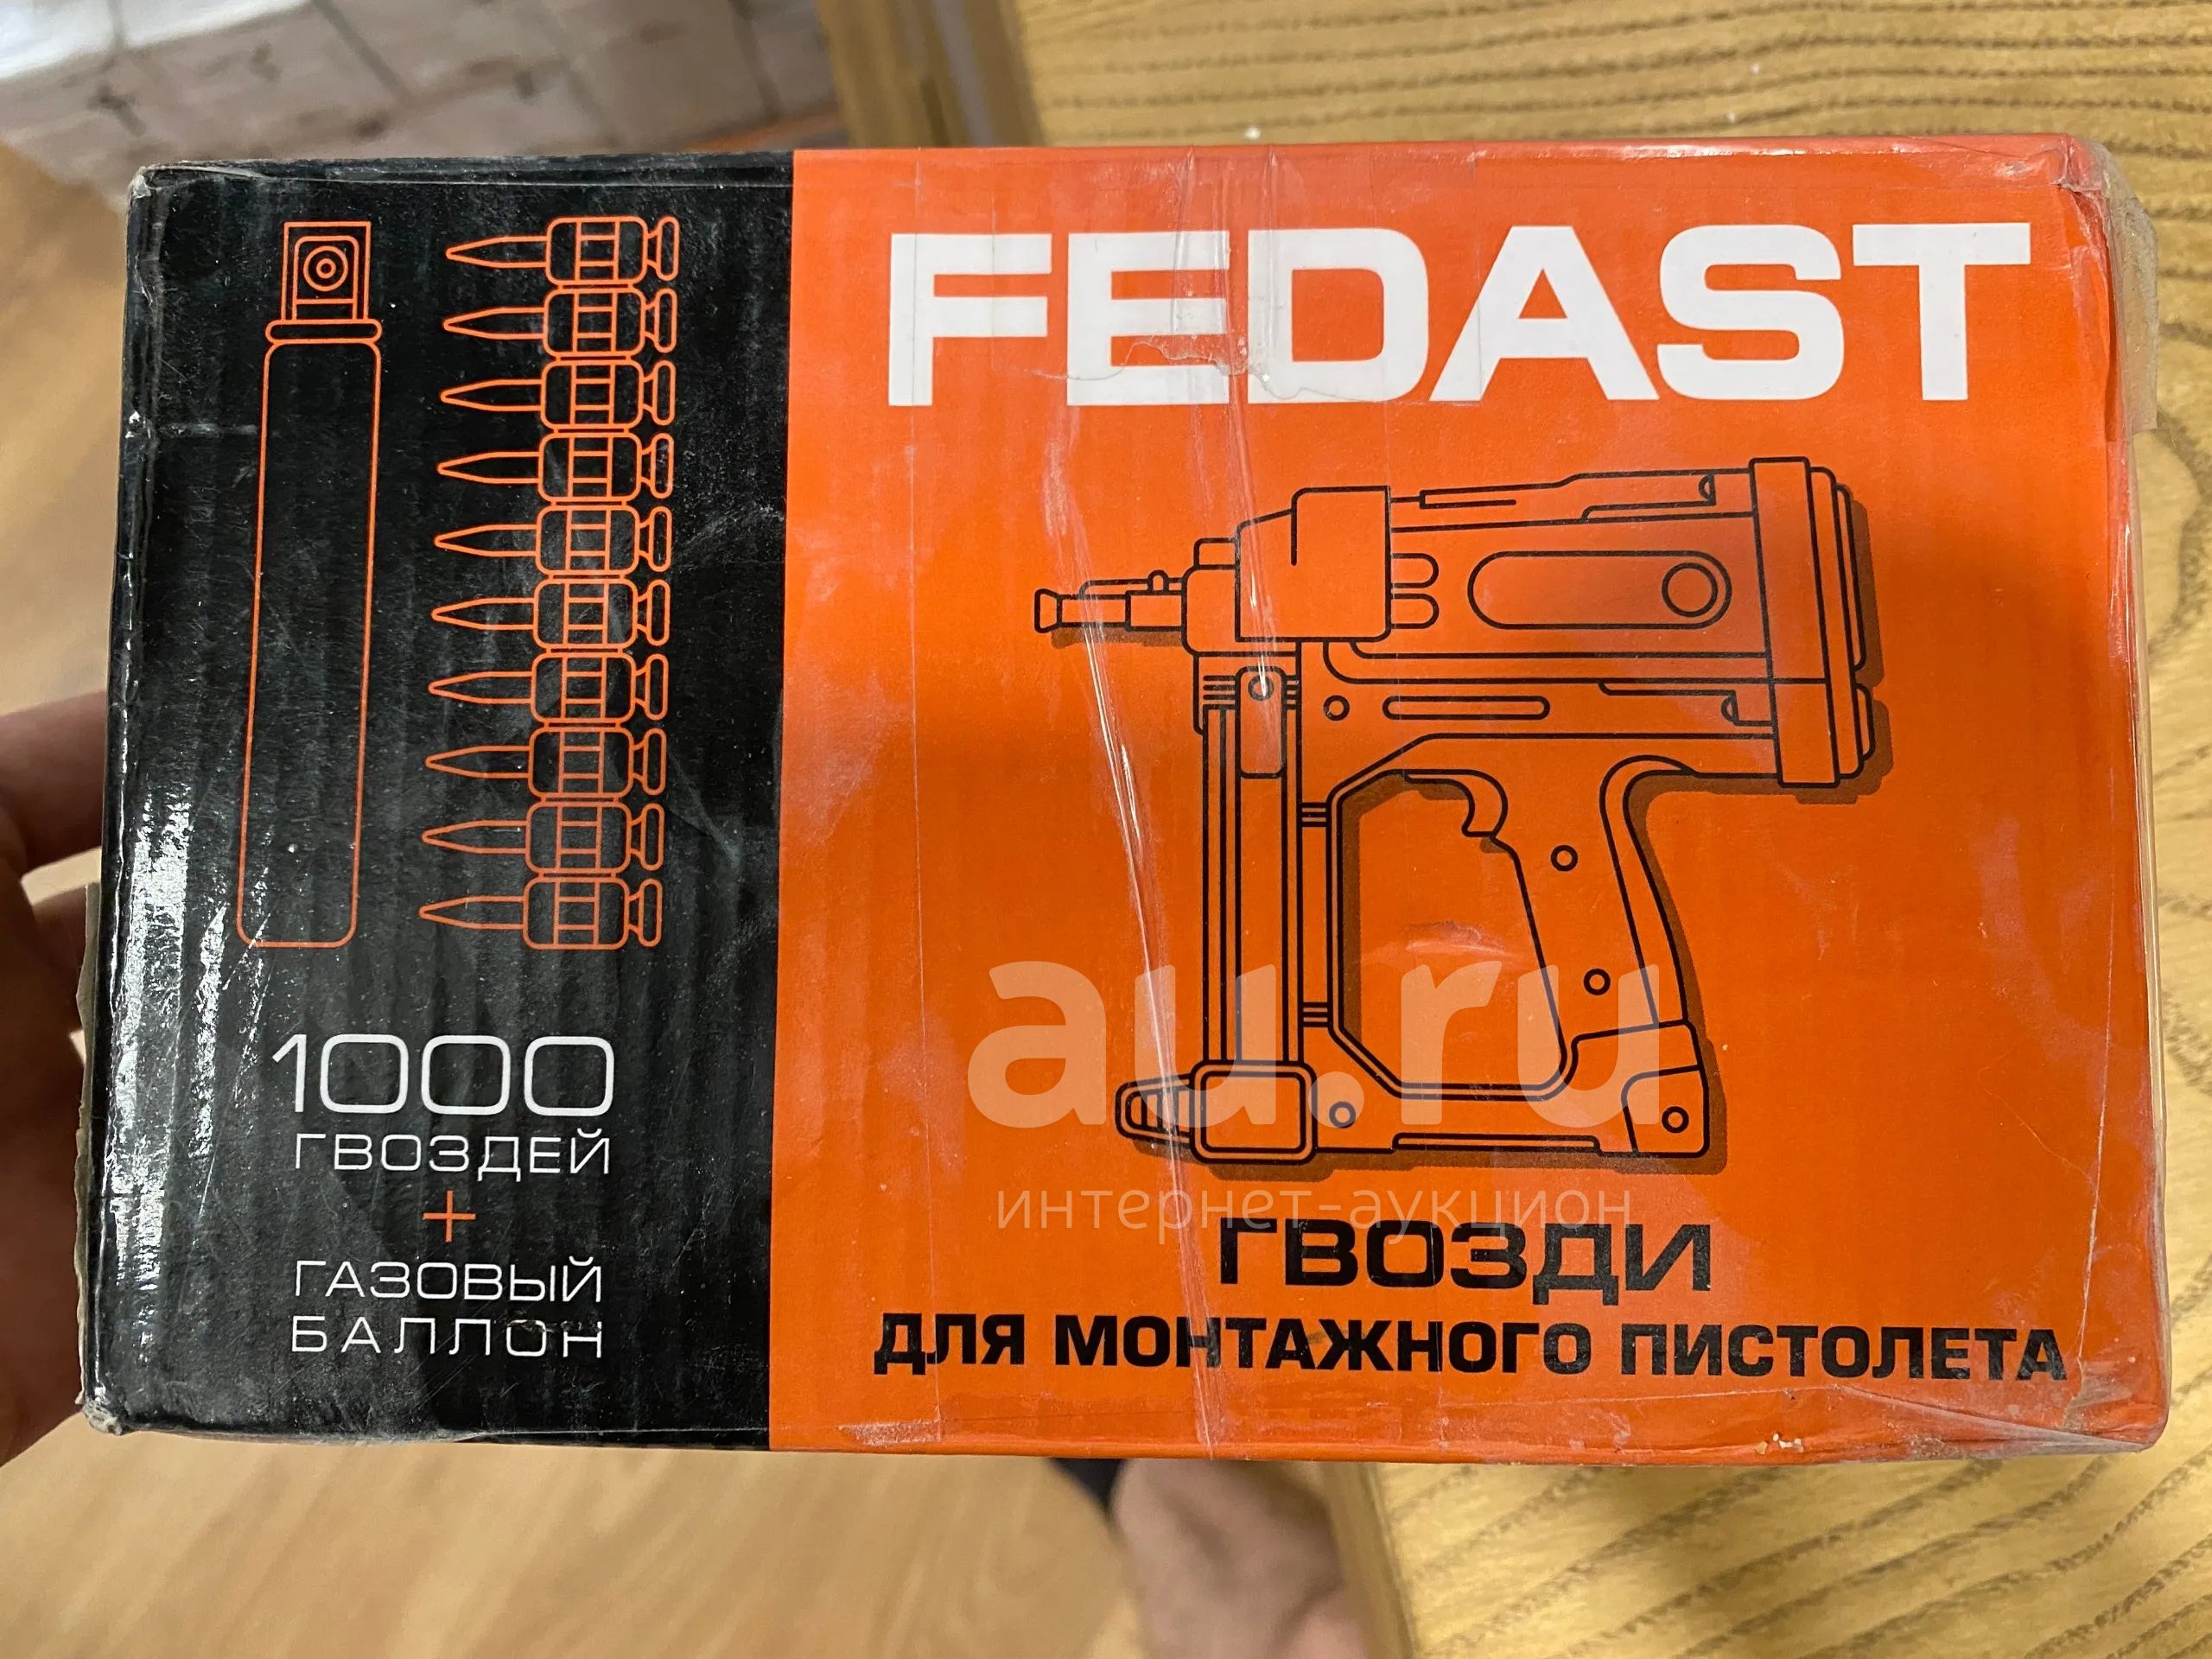 FEDAST
1000
ГВОЗДЕЙ
+
ГАЗОВЫЙ
БАЛЛОН
au.ru
интернет-аукцион
ГВОЗДИ
ДЛЯ МОНТАЖНОГО ПИСТОЛЕТА